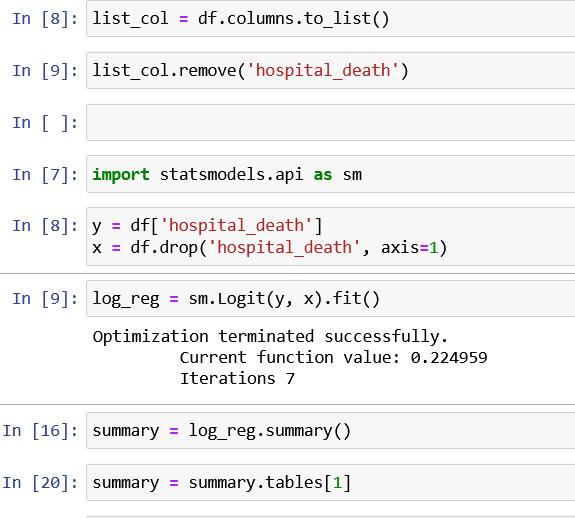 In [8]: list_col = df.columns.to_list()
In [9]: list_col.remove('hospital_death')
In [ ]:
In [7]: import statsmodels.api as sm
In [8]: y = df['hospital_death']
x = df.drop('hospital_death', axis=1)
In [9]: log_reg = sm.Logit(y, x).fit()
Optimization terminated successfully.
Current function value: 0.224959
Iterations 7
In [16]: summary = log_reg.summary()
In [20]: summary = summary.tables[1]